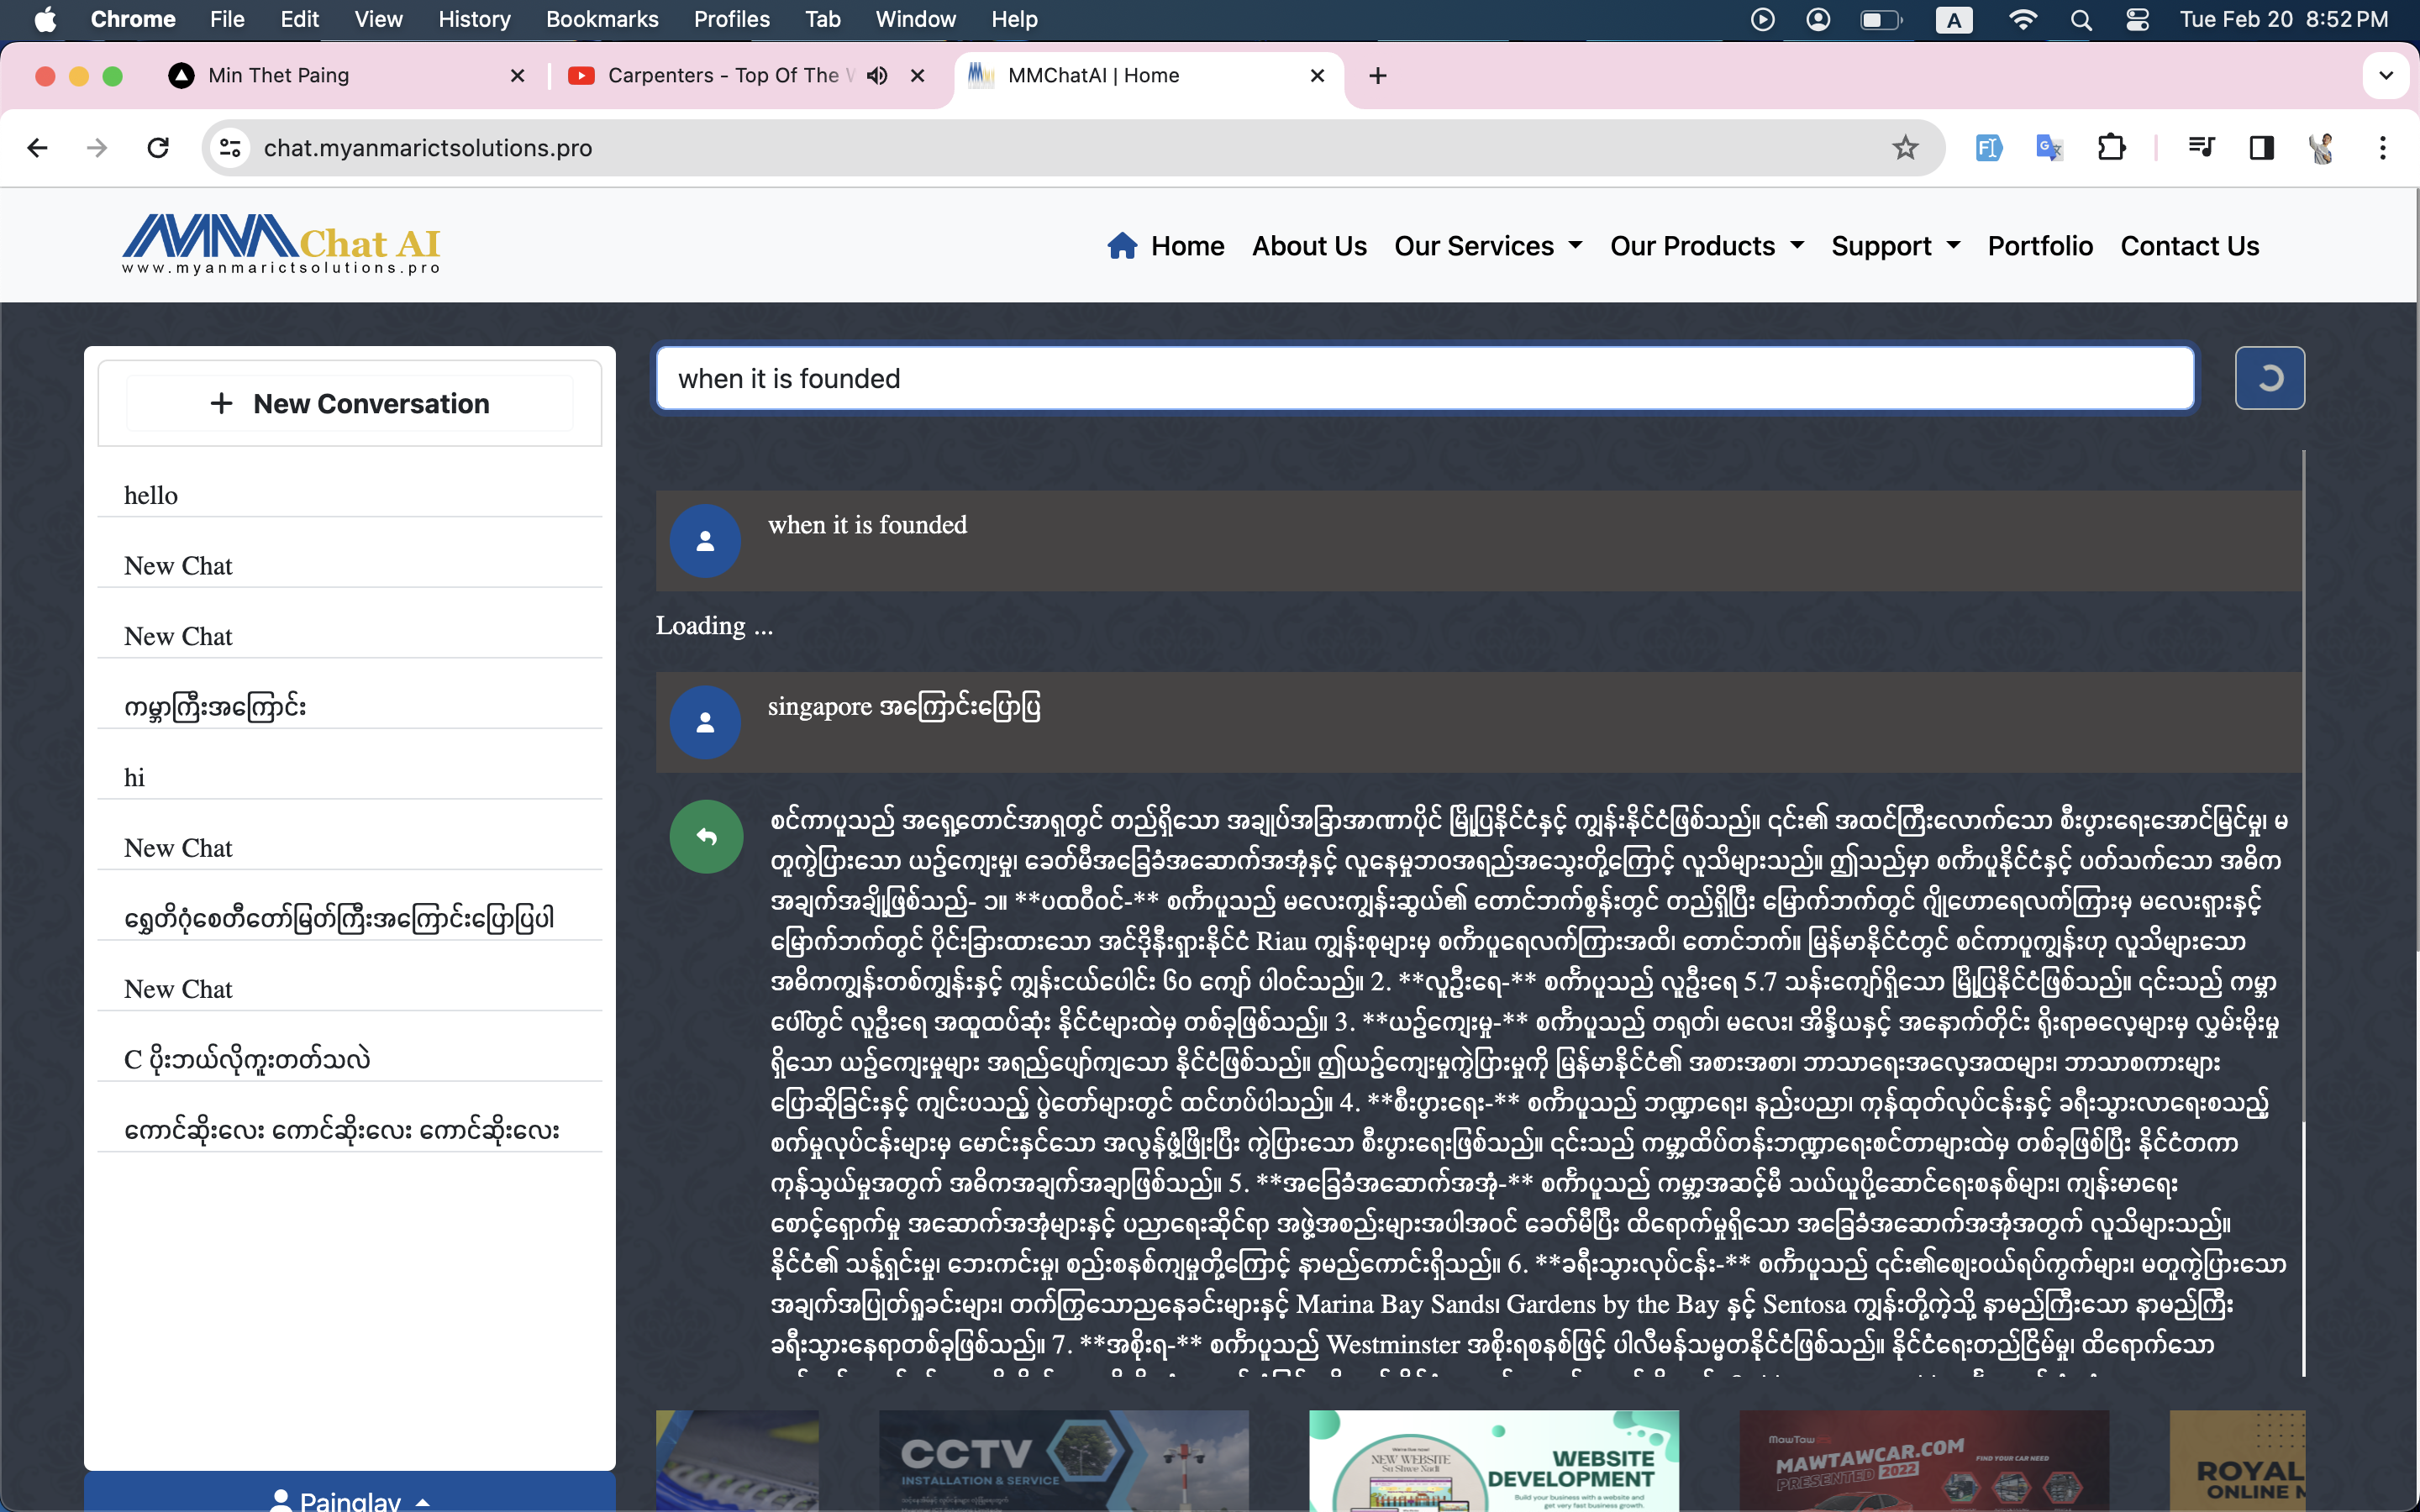 Chrome File Edit View History Bookmarks Profiles Tab Window Help A Tue Feb 20 8:52 PM
Min Thet Paing Carpenters - Top Of The MMChatAI | Home
chat.myanmarictsolutions.pro
Chat AI
www.myanmarictsolutions.pro
Home About Us Our Services Our Products Support Portfolio Contact Us
New Conversation
hello
New Chat
New Chat
ကမ္ဘာကြီးအကြောင်း
hi
New Chat
ရွှေတိဂုံစေတီတော်မြတ်ကြီးအကြောင်းပြောပြပါ
New Chat
C ပိုးဘယ်လိုကူးတတ်သလဲ
ကောင်ဆိုးလေး ကောင်ဆိုးလေး ကောင်ဆိုးလေး
Painglay
when it is founded
when it is founded
Loading ...
singapore အကြောင်းပြောပြ
စင်ကာပူသည် အရှေ့တောင်အာရှတွင် တည်ရှိသော အချုပ်အခြာအာဏာပိုင် မြို့ပြနိုင်ငံနှင့် ကျွန်းနိုင်ငံဖြစ်သည်။ ၎င်း၏ အထင်ကြီးလောက်သော စီးပွားရေးအောင်မြင်မှု၊ မ
တူကွဲပြားသော ယဉ်ကျေးမှု၊ ခေတ်မီအခြေခံအဆောက်အအုံနှင့် လူနေမှုဘဝအရည်အသွေးတို့ကြောင့် လူသိများသည်။ ဤသည်မှာ စင်္ကာပူနိုင်ငံနှင့် ပတ်သက်သော အဓိက
အချက်အချို့ဖြစ်သည်- ၁။ **ပထဝီဝင်-** စင်္ကာပူသည် မလေးကျွန်းဆွယ်၏ တောင်ဘက်စွန်းတွင် တည်ရှိပြီး မြောက်ဘက်တွင် ဂျိုဟောရေလက်ကြားမှ မလေးရှားနှင့်
မြောက်ဘက်တွင် ပိုင်းခြားထားသော အင်ဒိုနီးရှားနိုင်ငံ Riau ကျွန်းစုများမှ စင်္ကာပူရေလက်ကြားအထိ၊ တောင်ဘက်။ မြန်မာနိုင်ငံတွင် စင်ကာပူကျွန်းဟု လူသိများသော
အဓိကကျွန်းတစ်ကျွန်းနှင့် ကျွန်းငယ်ပေါင်း ၆၀ ကျော် ပါဝင်သည်။ 2. **လူဦးရေ-** စင်္ကာပူသည် လူဦးရေ 5.7 သန်းကျော်ရှိသော မြို့ပြနိုင်ငံဖြစ်သည်။ ၎င်းသည် ကမ္ဘာ
ပေါ်တွင် လူဦးရေ အထူထပ်ဆုံး နိုင်ငံများထဲမှ တစ်ခုဖြစ်သည်။ 3. **ယဉ်ကျေးမှု-** စင်္ကာပူသည် တရုတ်၊ မလေး၊ အိန္ဒိယနှင့် အနောက်တိုင်း ရိုးရာဓလေ့များမှ လွှမ်းမိုးမှု
ရှိသော ယဉ်ကျေးမှုများ အရည်ပျော်ကျသော နိုင်ငံဖြစ်သည်။ ဤယဉ်ကျေးမှုကွဲပြားမှုကို မြန်မာနိုင်ငံ၏ အစားအစာ၊ ဘာသာရေးအလေ့အထများ၊ ဘာသာစကားများ
ပြောဆိုခြင်းနှင့် ကျင်းပသည့် ပွဲတော်များတွင် ထင်ဟပ်ပါသည်။ 4. **စီးပွားရေး-** စင်္ကာပူသည် ဘဏ္ဍာရေး၊ နည်းပညာ၊ ကုန်ထုတ်လုပ်ငန်းနှင့် ခရီးသွားလာရေးစသည့်
စက်မှုလုပ်ငန်းများမှ မောင်းနှင်သော အလွန်ဖွံ့ဖြိုးပြီး ကွဲပြားသော စီးပွားရေးဖြစ်သည်။ ၎င်းသည် ကမ္ဘာ့ထိပ်တန်းဘဏ္ဍာရေးစင်တာများထဲမှ တစ်ခုဖြစ်ပြီး နိုင်ငံတကာ
ကုန်သွယ်မှုအတွက် အဓိကအချက်အချာဖြစ်သည်။ 5. **အခြေခံအဆောက်အအုံ-** စင်္ကာပူသည် ကမ္ဘာ့အဆင့်မီ သယ်ယူပို့ဆောင်ရေးစနစ်များ၊ ကျန်းမာရေး
စောင့်ရှောက်မှု အဆောက်အအုံများနှင့် ပညာရေးဆိုင်ရာ အဖွဲ့အစည်းများအပါအဝင် ခေတ်မီပြီး ထိရောက်မှုရှိသော အခြေခံအဆောက်အအုံအတွက် လူသိများသည်။
နိုင်ငံ၏ သန့်ရှင်းမှု၊ ဘေးကင်းမှု၊ စည်းစနစ်ကျမှုတို့ကြောင့် နာမည်ကောင်းရှိသည်။ 6. **ခရီးသွားလုပ်ငန်း-** စင်္ကာပူသည် ၎င်း၏ဈေးဝယ်ရပ်ကွက်များ၊ မတူကွဲပြားသော
အချက်အပြုတ်ရှုခင်းများ၊ တက်ကြွသောညနေခင်းများနှင့် Marina Bay Sands၊ Gardens by the Bay နှင့် Sentosa ကျွန်းတို့ကဲ့သို့ နာမည်ကြီးသော နာမည်ကြီး
ခရီးသွားနေရာတစ်ခုဖြစ်သည်။ 7. **အစိုးရ-** စင်္ကာပူသည် Westminster အစိုးရစနစ်ဖြင့် ပါလီမန်သမ္မတနိုင်ငံဖြစ်သည်။ နိုင်ငံရေးတည်ငြိမ်မှု၊ ထိရောက်သော
CCTV
INSTALLATION & SERVICE
NEW WEBSITE
Su Shwe Nadi
WEBSITE
DEVELOPMENT
Build your business with a website and
get very fast business growth.
MawTaw
MAWTAWCAR.COM
PRESENTED 2022
FIND YOUR CAR NEED
ROYAL
ONLINE